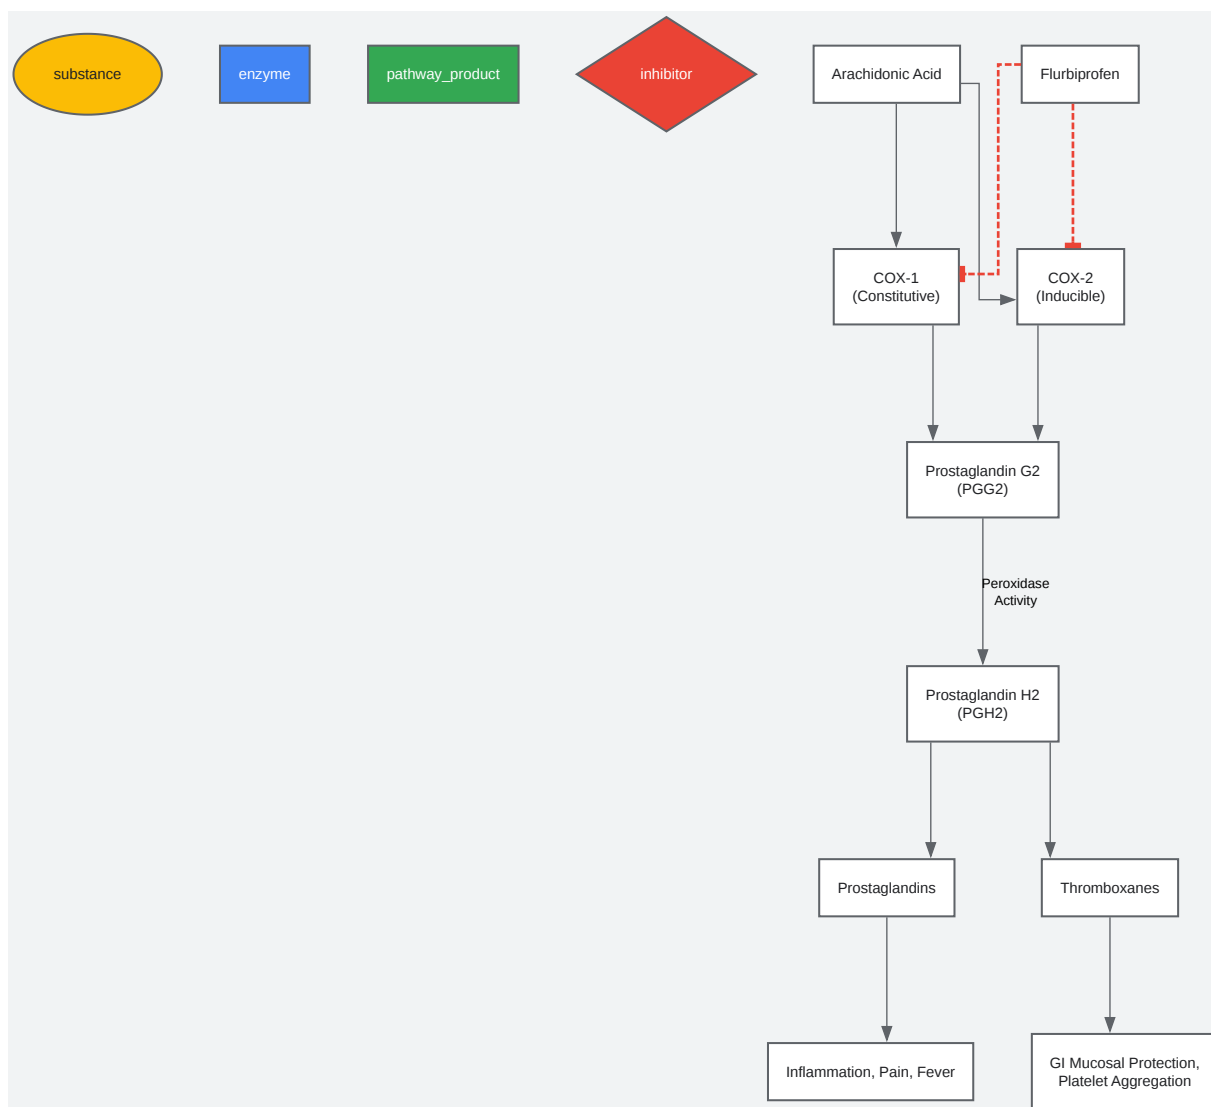 substance
enzyme
pathway_product
inhibitor
Arachidonic Acid
Flurbiprofen
COX-1
(Constitutive)
COX-2
(Inducible)
Prostaglandin G2
(PGG2)
Peroxidase
Activity
Prostaglandin H2
(PGH2)
Prostaglandins
Thromboxanes
Inflammation, Pain, Fever
GI Mucosal Protection,
Platelet Aggregation